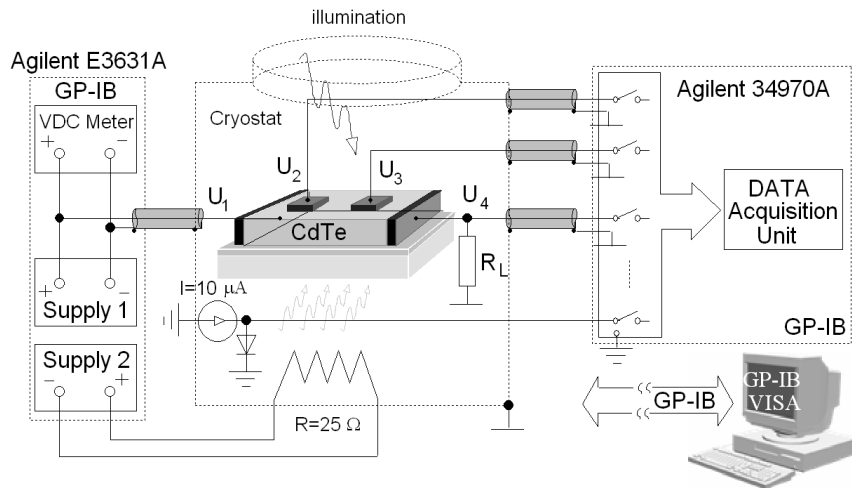 illumination
Agilent E3631A
GP-IB
VDC Meter
+ -
Cryostat
U1
U2
U3
U4
CdTe
RL
+ -
Supply 1
I=10 μA
Supply 2
- +
R=25 Ω
Agilent 34970A
DATA
Acquisition
Unit
GP-IB
GP-IB
GP-IB
VISA